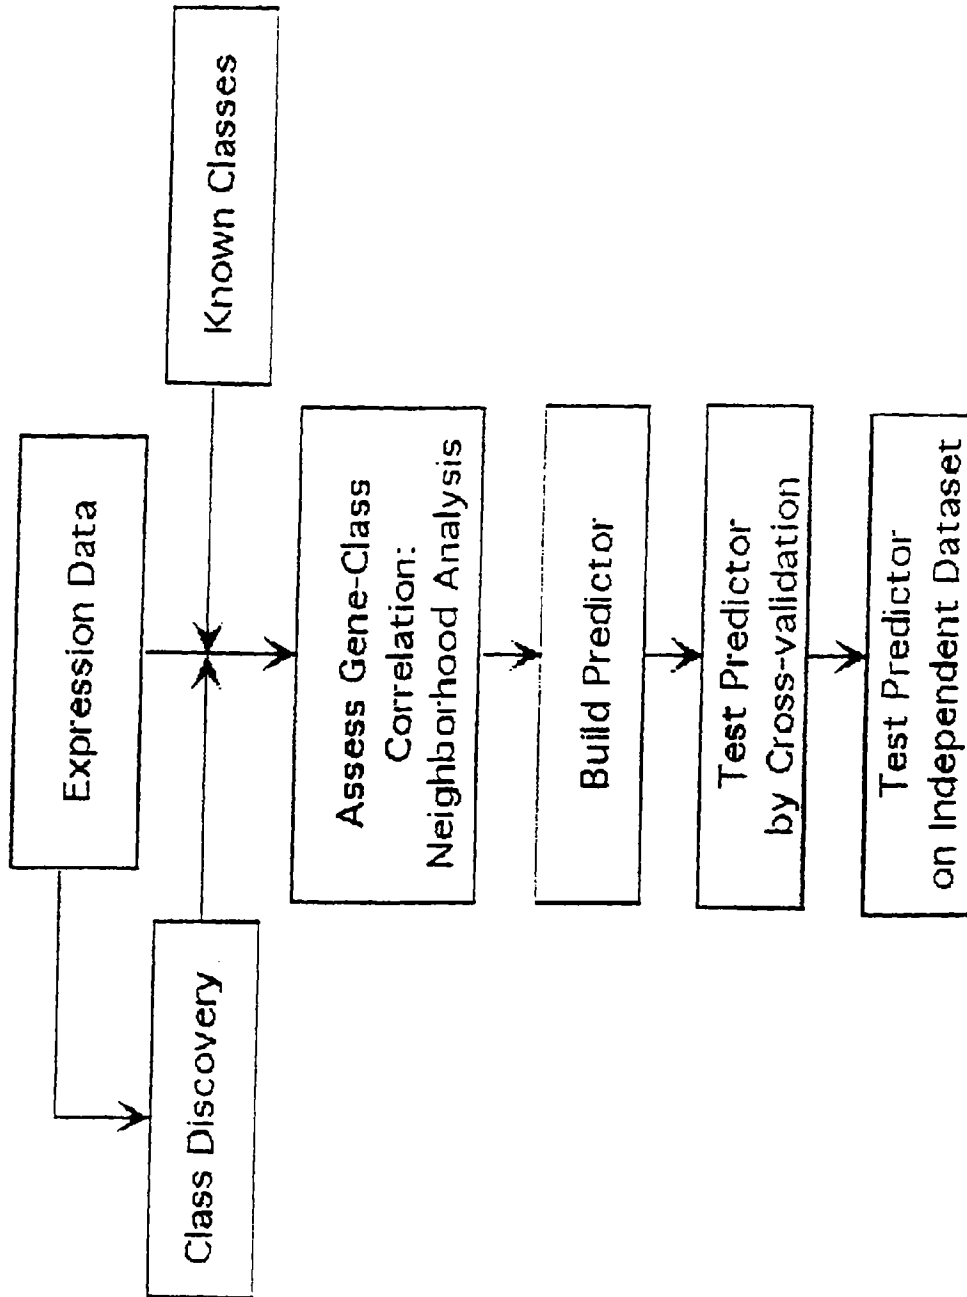 Expression Data
Class Discovery
Known Classes
Assess Gene-Class
Correlation:
Neighborhood Analysis
Build Predictor
Test Predictor
by Cross-validation
Test Predictor
on Independent Dataset